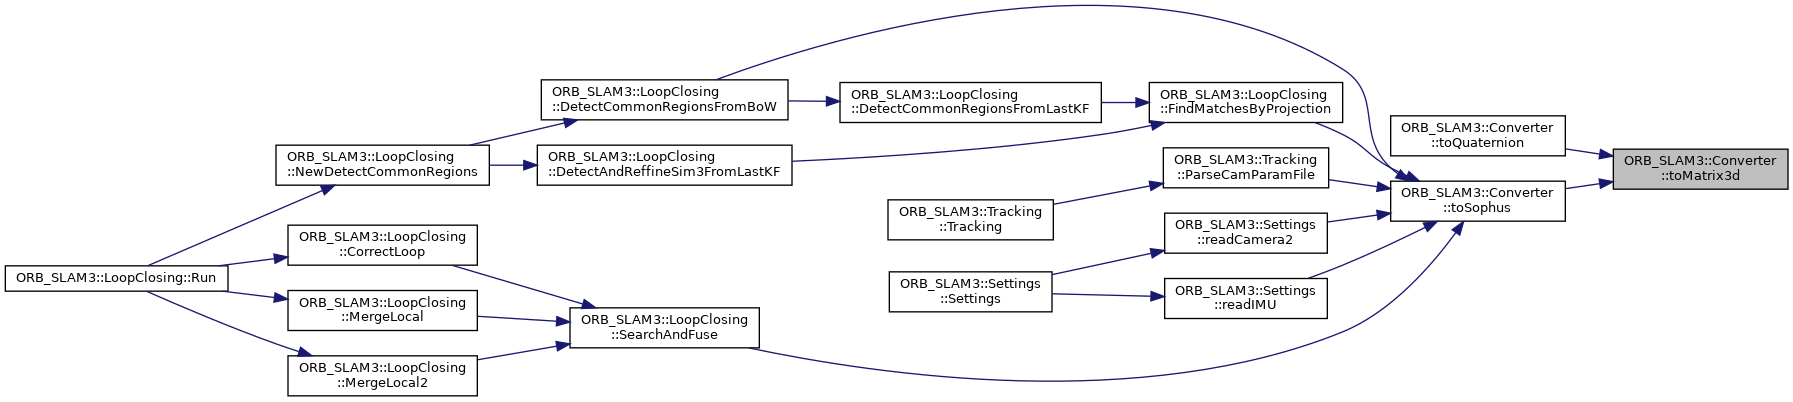 ORB_SLAM3::LoopClosing
::DetectCommonRegionsFromBoW
ORB_SLAM3::LoopClosing
::DetectCommonRegionsFromLastKF
ORB_SLAM3::LoopClosing
::FindMatchesByProjection
ORB_SLAM3::Converter
::toQuaternion
ORB_SLAM3::LoopClosing
::NewDetectCommonRegions
ORB_SLAM3::LoopClosing
::DetectAndReffineSim3FromLastKF
ORB_SLAM3::Tracking
::ParseCamParamFile
ORB_SLAM3::Converter
::toMatrix3d
ORB_SLAM3::Converter
::toSophus
ORB_SLAM3::Tracking
::Tracking
ORB_SLAM3::Settings
::readCamera2
ORB_SLAM3::LoopClosing
::CorrectLoop
ORB_SLAM3::LoopClosing::Run
ORB_SLAM3::Settings
::Settings
ORB_SLAM3::Settings
::readIMU
ORB_SLAM3::LoopClosing
::MergeLocal
ORB_SLAM3::LoopClosing
::SearchAndFuse
ORB_SLAM3::LoopClosing
::MergeLocal2